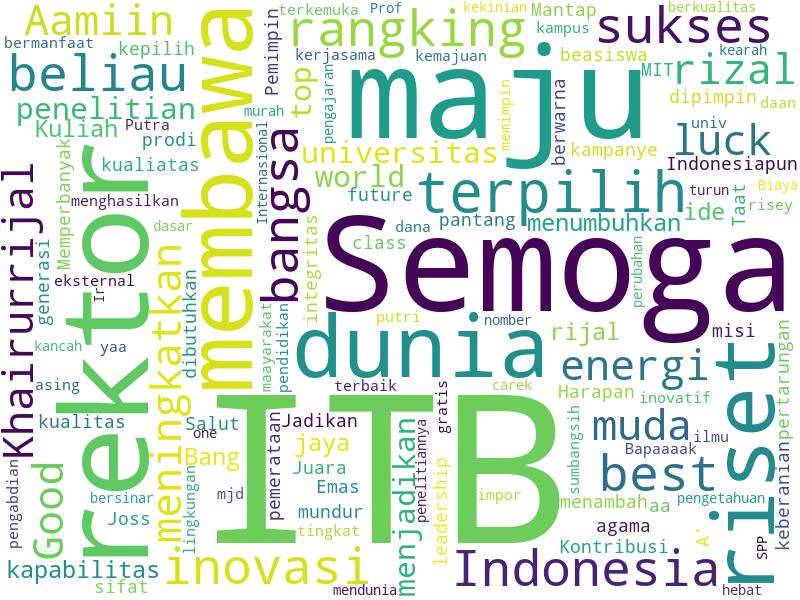 Aamiin
bermanfaat
kepilih
beliau
penelitian
Kuliah
Putra
prodi
Memperbanyak
kualiatas
menghasilkan
membawa
Pemimpin
terkemuka
Prof
kekinian
Mantap
berkualitas
rangking
kampus
sukses
kerjasama
kemajuan
beasiswa
kearah
top
MIT
rizal
murah
pengajaran
maju
memimpin
berwarna
dipimpin
daan
Internasional
bangsa
universitas
kampanye
univ
luck
Indonesiapun
world
future
terpilih
Biaya
turun
Taat
ide
risey
dana
pantang
menumbuhkan
class
integritas
Semoga
perubahan
Khairurrijal
rektor
dasar
generasi
eksternal
Ir
meningkatkan
dibutuhkan
maayarakat
pendidikan
kancah
yaa
asing
putri
nomber
dunia
rijal
misi
energi
riset
pertarungan
terbaik
carek
Harapan
inovatif
kualitas
Salut
one
Jadikan
gratis
muda
ilmu
sumbangsih
Bapaaaak
Bang
jaya
pemerataan
menjadikan
penelitiannya
ITB
best
keberanian
pengabdian
Good
bersinar
lingkungan
mjd
Juara
Emas
impor
menambah
aa
pengetahuan
Joss
mundur
tingkat
leadership
agama
A'
SPP
Kontribusi
kapabilitas
sifat
inovasi
mendunia
Indonesia
hebat